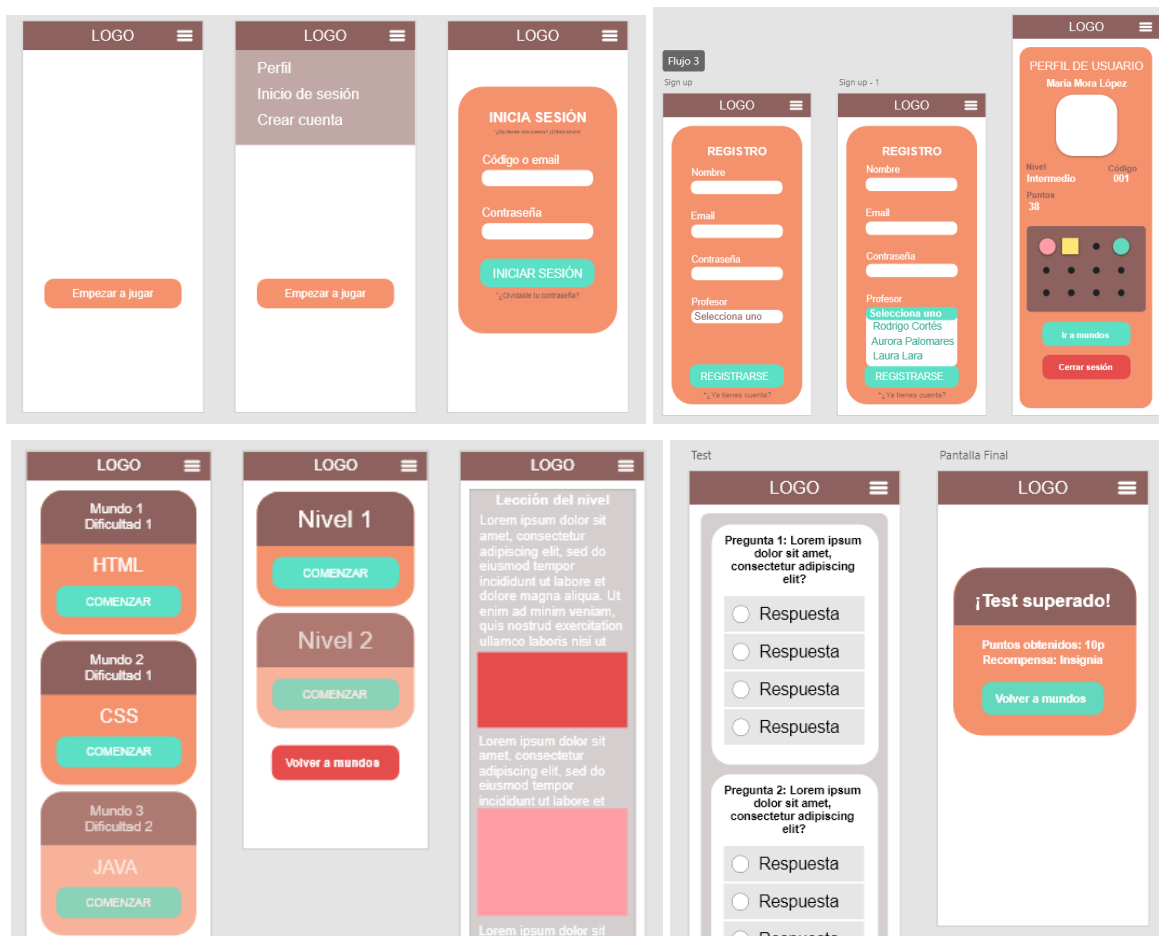 LOGO
Empezar a jugar
LOGO
Perfil
Inicio de sesión
Crear cuenta
Empezar a jugar
LOGO
INICIA SESIÓN
Código o email
Contraseña
INICIAR SESIÓN
*¿Olvidaste tu contraseña?
Flujo 3
Sign up
LOGO
REGISTRO
Nombre
Email
Contraseña
Profesor
Selecciona uno
REGISTRARSE
*¿Ya tienes cuenta?
Sign up - 1
LOGO
REGISTRO
Nombre
Email
Contraseña
Profesor
Selecciona uno
Rodrigo Cortés
Aurora Palomares
Laura Lara
REGISTRARSE
*¿Ya tienes cuenta?
LOGO
PERFIL DE USUARIO
María Mora López
Nivel
Intermedio
Código
001
Puntos
38
Ir a mundos
Cerrar sesión
LOGO
Mundo 1
Dificultad 1
HTML
COMENZAR
Mundo 2
Dificultad 1
CSS
COMENZAR
Mundo 3
Dificultad 2
JAVA
COMENZAR
LOGO
Nivel 1
COMENZAR
Nivel 2
COMENZAR
Volver a mundos
LOGO
Lección del nivel
Lorem ipsum dolor sit
amet, consectetur
adipiscing elit, sed do
eiusmod tempor
incididunt ut labore et
dolore magna aliqua. Ut
enim ad minim veniam,
quis nostrud exercitation
ullamco laboris nisi ut
Lorem ipsum dolor sit
amet, consectetur
adipiscing elit, sed do
eiusmod tempor
incididunt ut labore et
Lorem ipsum dolor sit
Test
LOGO
Pregunta 1: Lorem ipsum
dolor sit amet,
consectetur adipiscing
elit?
Respuesta
Respuesta
Respuesta
Respuesta
Pregunta 2: Lorem ipsum
dolor sit amet,
consectetur adipiscing
elit?
Respuesta
Respuesta
Respuesta
Pantalla Final
LOGO
¡Test superado!
Puntos obtenidos: 10p
Recompensa: Insignia
Volver a mundos